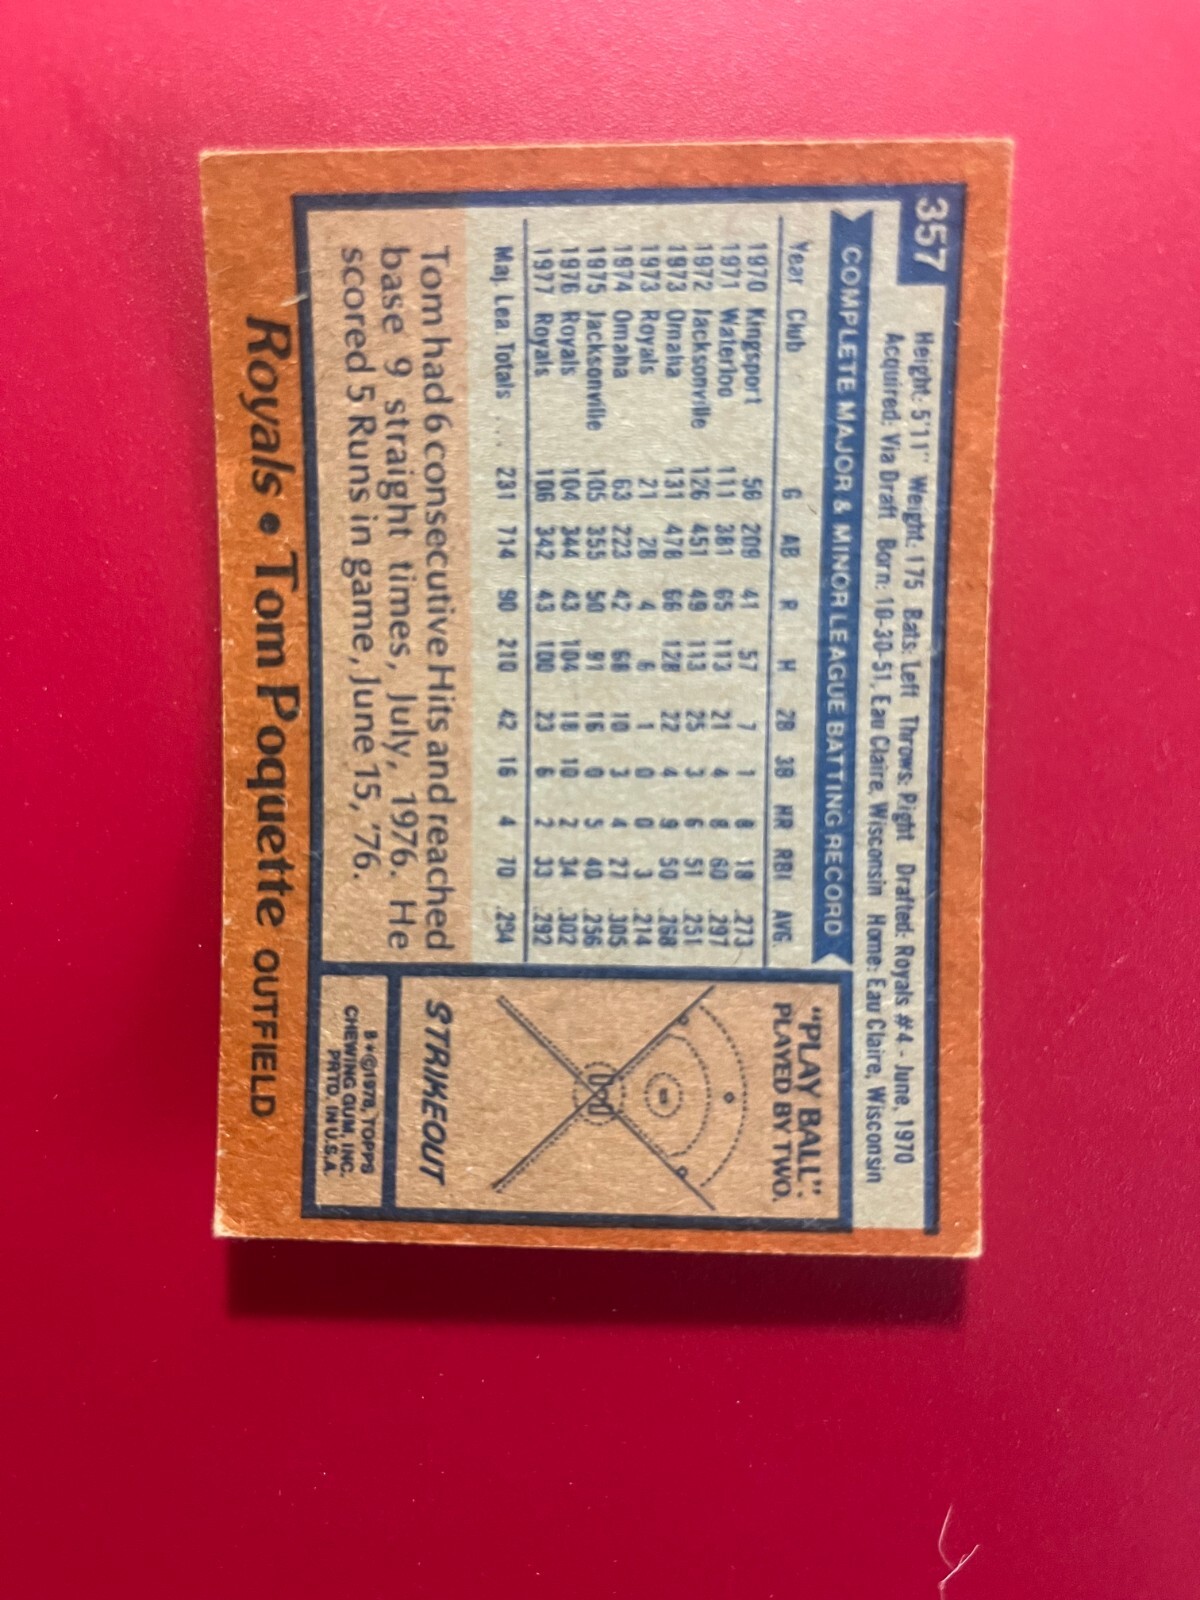 357
Height: 5'11" Weight: 175 Bats: Left Throws: Right Drafted: Royals #4 - June, 1970
Acquired: Via Draft Born: 10-30-51, Eau Claire, Wisconsin Home: Eau Claire, Wisconsin
COMPLETE MAJOR & MINOR LEAGUE BATTING RECORD
Year Club G AB R H 2B 3B HR RBI AVG.
1970 Kingsport 56 209 41 57 7 1 8 18 .273
1971 Waterloo 111 381 65 113 21 4 8 60 .297
1972 Jacksonville 126 451 49 113 25 3 6 51 .251
1973 Omaha 131 478 66 128 22 4 9 50 .268
1973 Royals 21 28 4 6 1 0 0 3 .214
1974 Omaha 63 223 42 68 10 3 4 27 .305
1975 Jacksonville 105 355 50 91 16 0 5 40 .256
1976 Royals 104 344 43 104 18 10 2 34 .302
1977 Royals 106 342 43 100 23 6 2 33 .292
Maj. Lea. Totals ... 231 714 90 210 42 16 4 70 .294
Tom had 6 consecutive Hits and reached
base 9 straight times, July, 1976. He
scored 5 Runs in game, June 15, '76.
"PLAY BALL":
PLAYED BY TWO.
STRIKEOUT
B*©1978, TOPPS
CHEWING GUM, INC.
PRTD. IN U.S.A.
Royals • Tom Poquette OUTFIELD